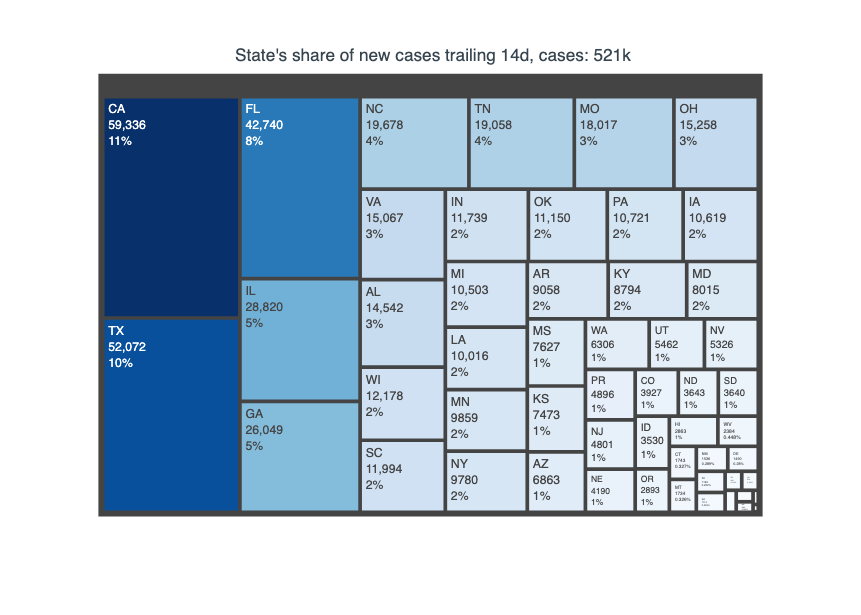 State's share of new cases trailing 14d, cases: 521k
CA
59,336
11%
TX
52,072
10%
FL
42,740
8%
IL
28,820
5%
GA
26,049
5%
NC
19,678
4%
TN
19,058
4%
MO
18,017
3%
OH
15,258
3%
VA
15,067
3%
AL
14,542
3%
WI
12,178
2%
SC
11,994
2%
IN
11,739
2%
OK
11,150
2%
PA
10,721
2%
IA
10,619
2%
MI
10,503
2%
LA
10,016
2%
MN
9859
2%
NY
9780
2%
AR
9058
2%
KY
8794
2%
MD
8015
2%
MS
7627
1%
KS
7473
1%
AZ
6863
1%
WA
6306
1%
UT
5462
1%
NV
5326
1%
PR
4896
1%
NJ
4801
1%
NE
4190
1%
CO
3927
1%
ND
3643
1%
SD
3640
1%
ID
3530
1%
OR
2893
1%
HI
2863
1%
WV
2384
0.448%
CT
1743
0.327%
MT
1734
0.326%